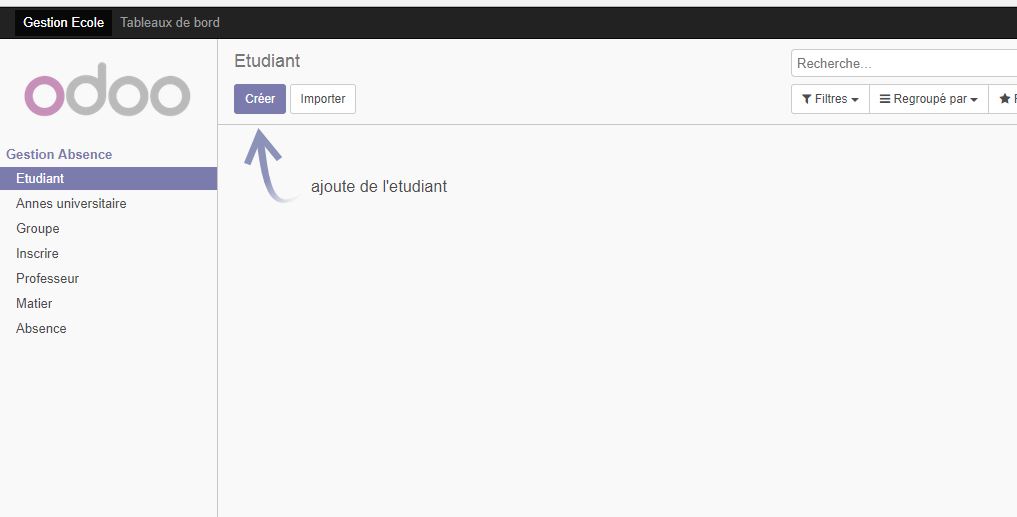 Gestion Ecole Tableaux de bord
odoo
Etudiant
Recherche...
Créer Importer
Filtres Regroupé par
Gestion Absence
Etudiant
Annes universitaire
Groupe
Inscrire
Professeur
Matier
Absence
ajoute de l'etudiant